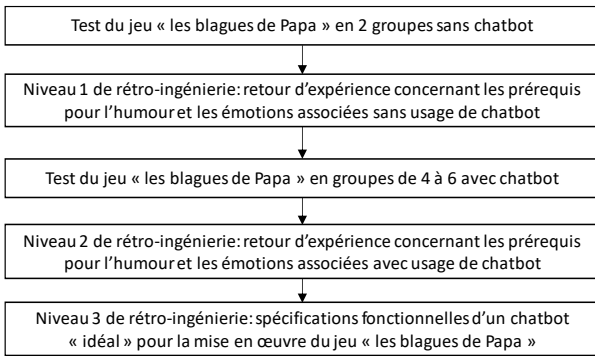 Test du jeu « les blagues de Papa » en 2 groupes sans chatbot
Niveau 1 de rétro-ingénierie: retour d’expérience concernant les prérequis
pour l’humour et les émotions associées sans usage de chatbot
Test du jeu « les blagues de Papa » en groupes de 4 à 6 avec chatbot
Niveau 2 de rétro-ingénierie: retour d’expérience concernant les prérequis
pour l’humour et les émotions associées avec usage de chatbot
Niveau 3 de rétro-ingénierie: spécifications fonctionnelles d’un chatbot
« idéal » pour la mise en œuvre du jeu « les blagues de Papa »